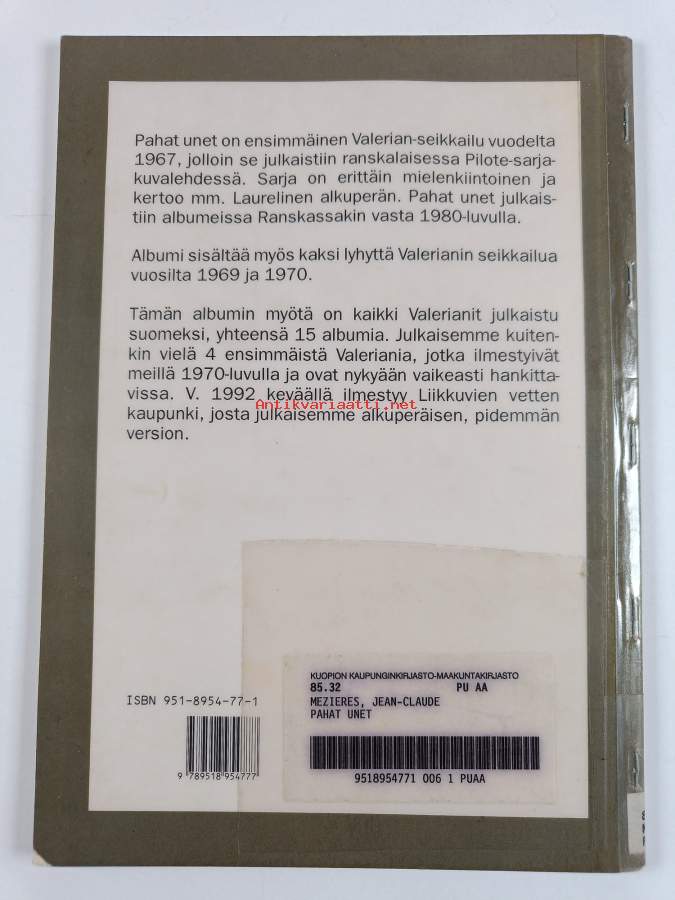 Pahat unet on ensimmäinen Valerian-seikkailu vuodelta
1967, jolloin se julkaistiin ranskalaisessa Pilote-sarja-
kuvalehdessä. Sarja on erittäin mielenkiintoinen ja
kertoo mm. Laurelinen alkuperän. Pahat unet julkais-
tiin albumeissa Ranskassakin vasta 1980-luvulla.
Albumi sisältää myös kaksi lyhyttä Valerianin seikkailua
vuosilta 1969 ja 1970.
Tämän albumin myötä on kaikki Valerianit julkaistu
suomeksi, yhteensä 15 albumia. Julkaisemme kuiten-
kin vielä 4 ensimmäistä Valeriania, jotka ilmestyivät
meillä 1970-luvulla ja ovat nykyään vaikeasti hankitta-
vissa. V. 1992 keväällä ilmestyy Liikkuvien vetten
Antikvariaatti.net
kaupunki, josta julkaisemme alkuperäisen, pidemmän
version.
KUOPION KAUPUNGINKIRJASTO-MAAKUNTAKIRJASTO
85.32 PU AA
MEZIERES, JEAN-CLAUDE
PAHAT UNET
9518954771 006 1 PUAA
ISBN 951-8954-77-1
9 789518 954777